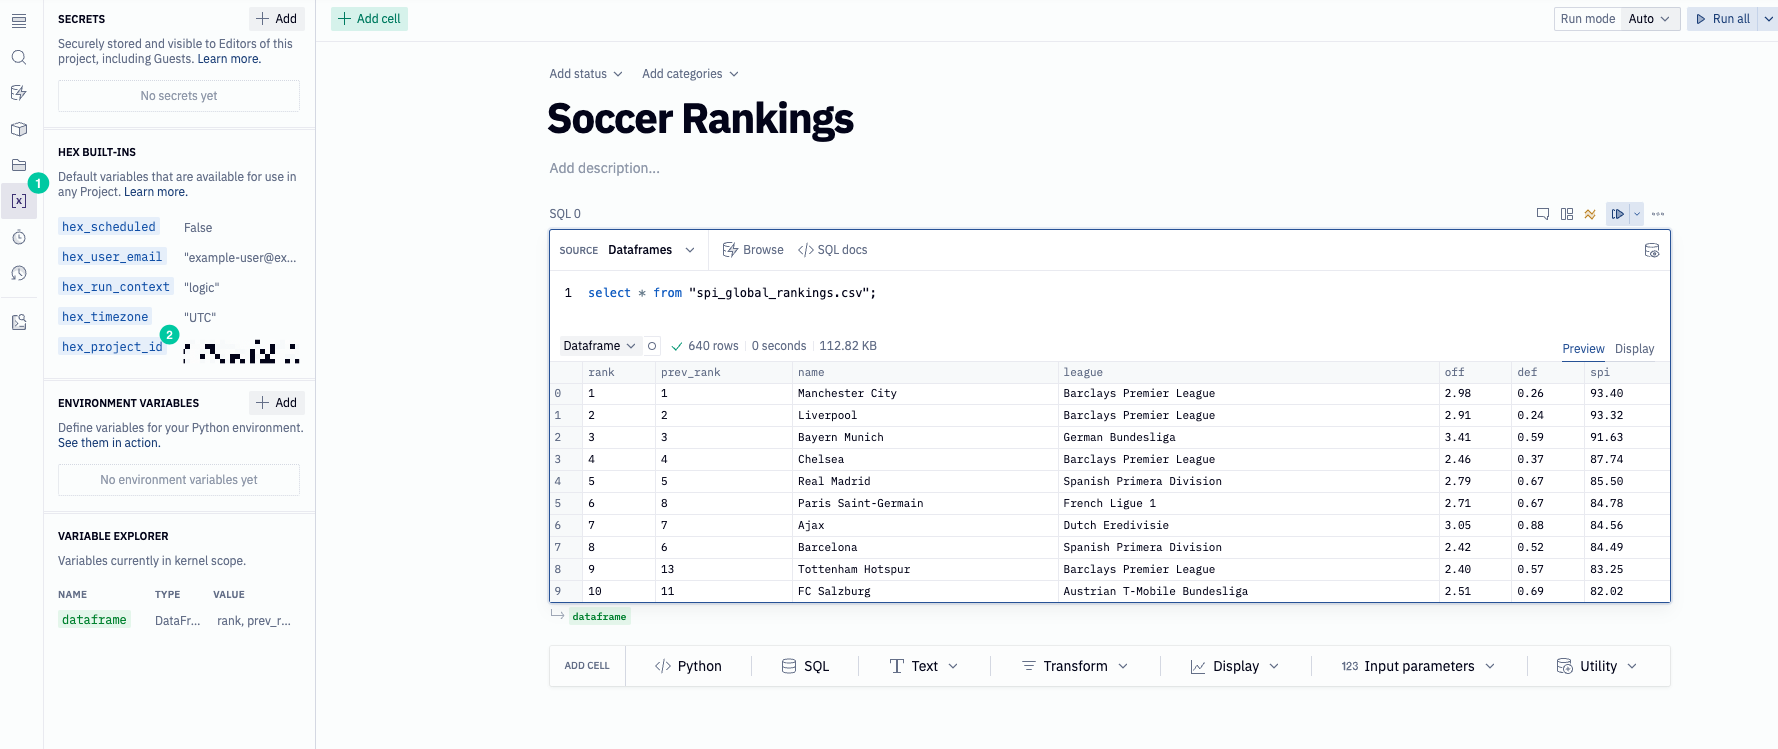 SECRETS
Add
Securely stored and visible to Editors of this
project, including Guests. Learn more.
No secrets yet
HEX BUILT-INS
Default variables that are available for use in
any Project. Learn more.
1
hex_scheduled False
hex_user_email "example-user@ex...
hex_run_context "logic"
hex_timezone "UTC"
hex_project_id 2
ENVIRONMENT VARIABLES
Add
Define variables for your Python environment.
See them in action.
No environment variables yet
VARIABLE EXPLORER
Variables currently in kernel scope.
NAME TYPE VALUE
dataframe DataFr... rank, prev_r...
Add cell
Run mode Auto Run all
Add status Add categories
Soccer Rankings
Add description...
SQL 0
SOURCE Dataframes Browse </> SQL docs
1 select * from "spi_global_rankings.csv";
Dataframe 640 rows 0 seconds 112.82 KB
Preview Display
rank prev_rank name league off def spi
0 1 1 Manchester City Barclays Premier League 2.98 0.26 93.40
1 2 2 Liverpool Barclays Premier League 2.91 0.24 93.32
2 3 3 Bayern Munich German Bundesliga 3.41 0.59 91.63
3 4 4 Chelsea Barclays Premier League 2.46 0.37 87.74
4 5 5 Real Madrid Spanish Primera Division 2.79 0.67 85.50
5 6 8 Paris Saint-Germain French Ligue 1 2.71 0.67 84.78
6 7 7 Ajax Dutch Eredivisie 3.05 0.88 84.56
7 8 6 Barcelona Spanish Primera Division 2.42 0.52 84.49
8 9 13 Tottenham Hotspur Barclays Premier League 2.40 0.57 83.25
9 10 11 FC Salzburg Austrian T-Mobile Bundesliga 2.51 0.69 82.02
dataframe
ADD CELL </> Python SQL Text Transform Display 123 Input parameters Utility